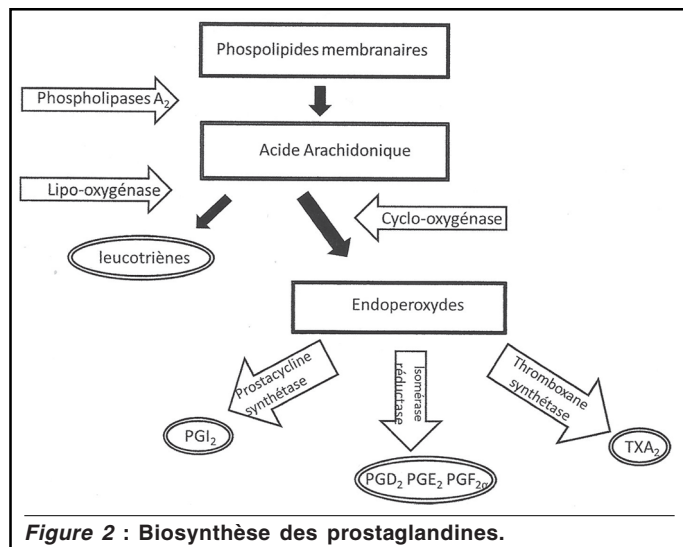 Phospolipides membranaires
Phospholipases A₂
Acide Arachidonique
Lipo-oxygénase
Cyclo-oxygénase
leucotriènes
Endoperoxydes
Prostacycline
synthétase
Isomérase
réductase
Thromboxane
synthétase
PGI₂
TXA₂
PGD₂ PGE₂ PGF₂α
Figure 2 : Biosynthèse des prostaglandines.